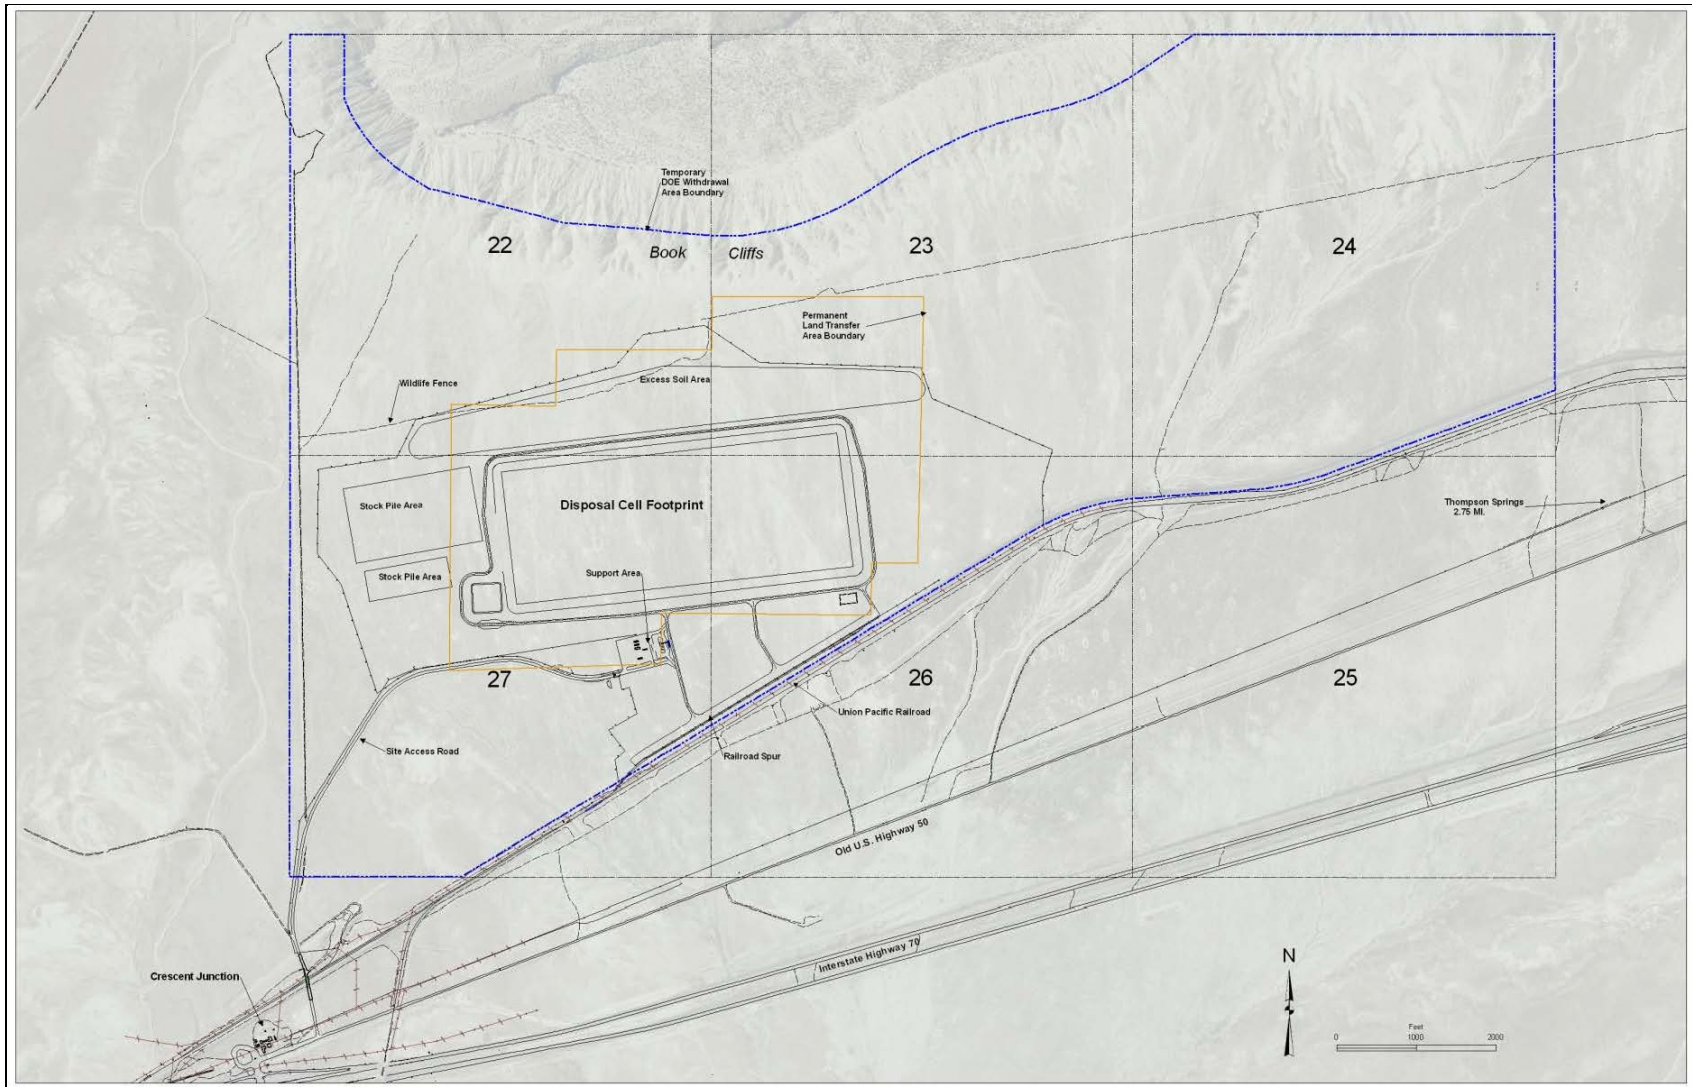 Temporary
DOE Withdrawal
Area Boundary
22
Book Cliffs
23
24
Permanent
Land Transfer
Area Boundary
Wildlife Fence
Excess Soil Area
Stock Pile Area
Disposal Cell Footprint
Thompson Springs
2.75 MI.
Stock Pile Area
Support Area
27
26
25
Union Pacific Railroad
Site Access Road
Railroad Spur
Old U.S. Highway 50
Interstate Highway 70
Crescent Junction
N
Feet
0 1000 2000